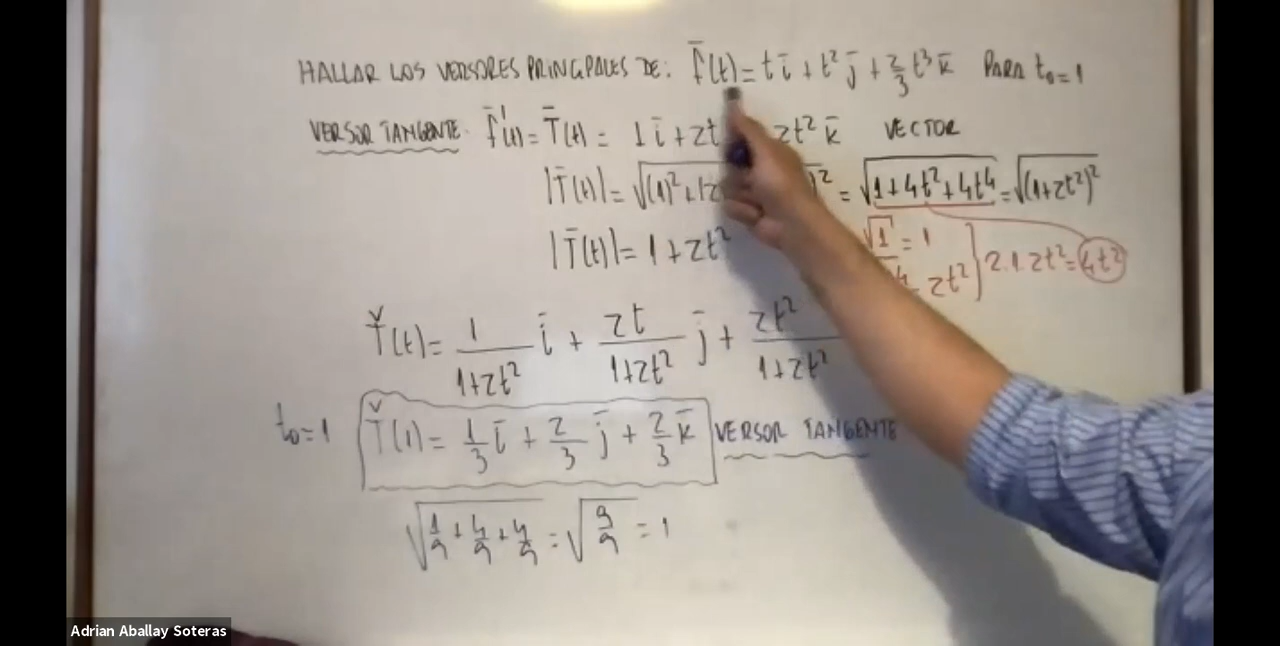 HALLAR LOS VERSORES PRINCIPALES DE: f̄(t) = t ī + t² j̄ + 2/3 t³ k̄ PARA t₀=1
VERSOR TANGENTE f̄'(t) = T̄(t) = 1 ī + 2t 2t² k̄ VECTOR
|T̄(t)| = √(1)² + (2 )² = √1+4t²+4t⁴ = √(1+2t²)²
|T̄(t)| = 1+2t²
√1 = 1
2t² } 2.1.2t² = 4t²
Ť(t) = 1/1+2t² ī + 2t/1+2t² j̄ + 2t²/1+2t²
t₀=1 Ť(1) = 1/3 ī + 2/3 j̄ + 2/3 k̄ VERSOR TANGENTE
√1/9 + 4/9 + 4/9 = √9/9 = 1
Adrian Aballay Soteras